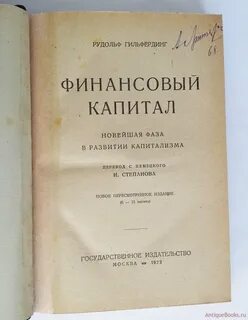 РУДОЛЬФ ГИЛЬФЕРДИНГ
ФИНАНСОВЫЙ
КАПИТАЛ
НОВЕЙШАЯ ФАЗА
В РАЗВИТИИ КАПИТАЛИЗМА
ПЕРЕВОД С НЕМЕЦКОГО
И. СТЕПАНОВА
НОВОЕ ПЕРЕСМОТРЕННОЕ ИЗДАНИЕ
ГОСУДАРСТВЕННОЕ ИЗДАТЕЛЬСТВО
МОСКВА
AntiqueBooks.ru